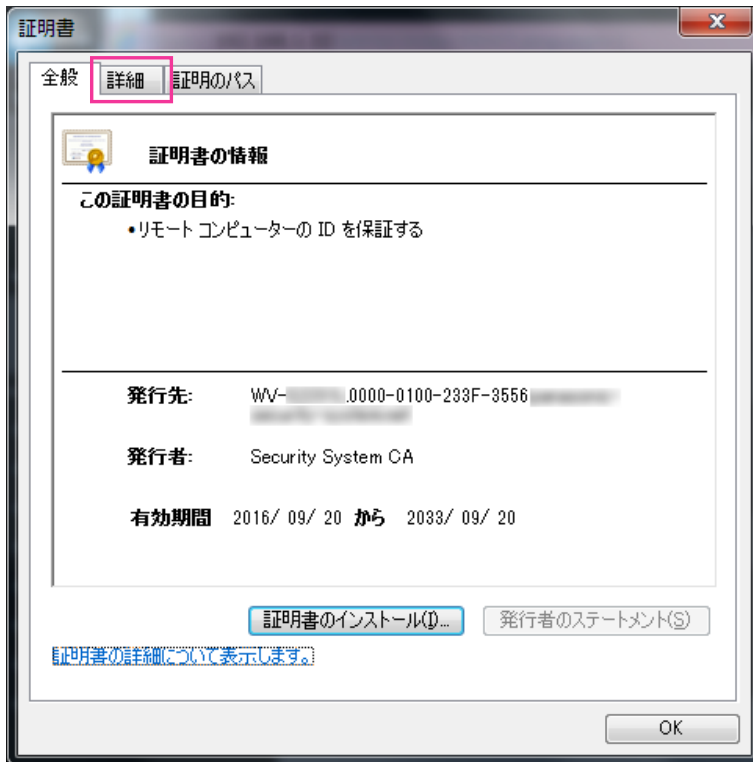 証明書
全般 詳細 証明のパス
証明書の情報
この証明書の目的:
•リモート コンピューターの ID を保証する
発行先: WV- .0000-0100-233F-3556
発行者: Security System CA
有効期間 2016/ 09/ 20 から 2033/ 09/ 20
証明書のインストール(I)... 発行者のステートメント(S)
証明書の詳細について表示します。
OK